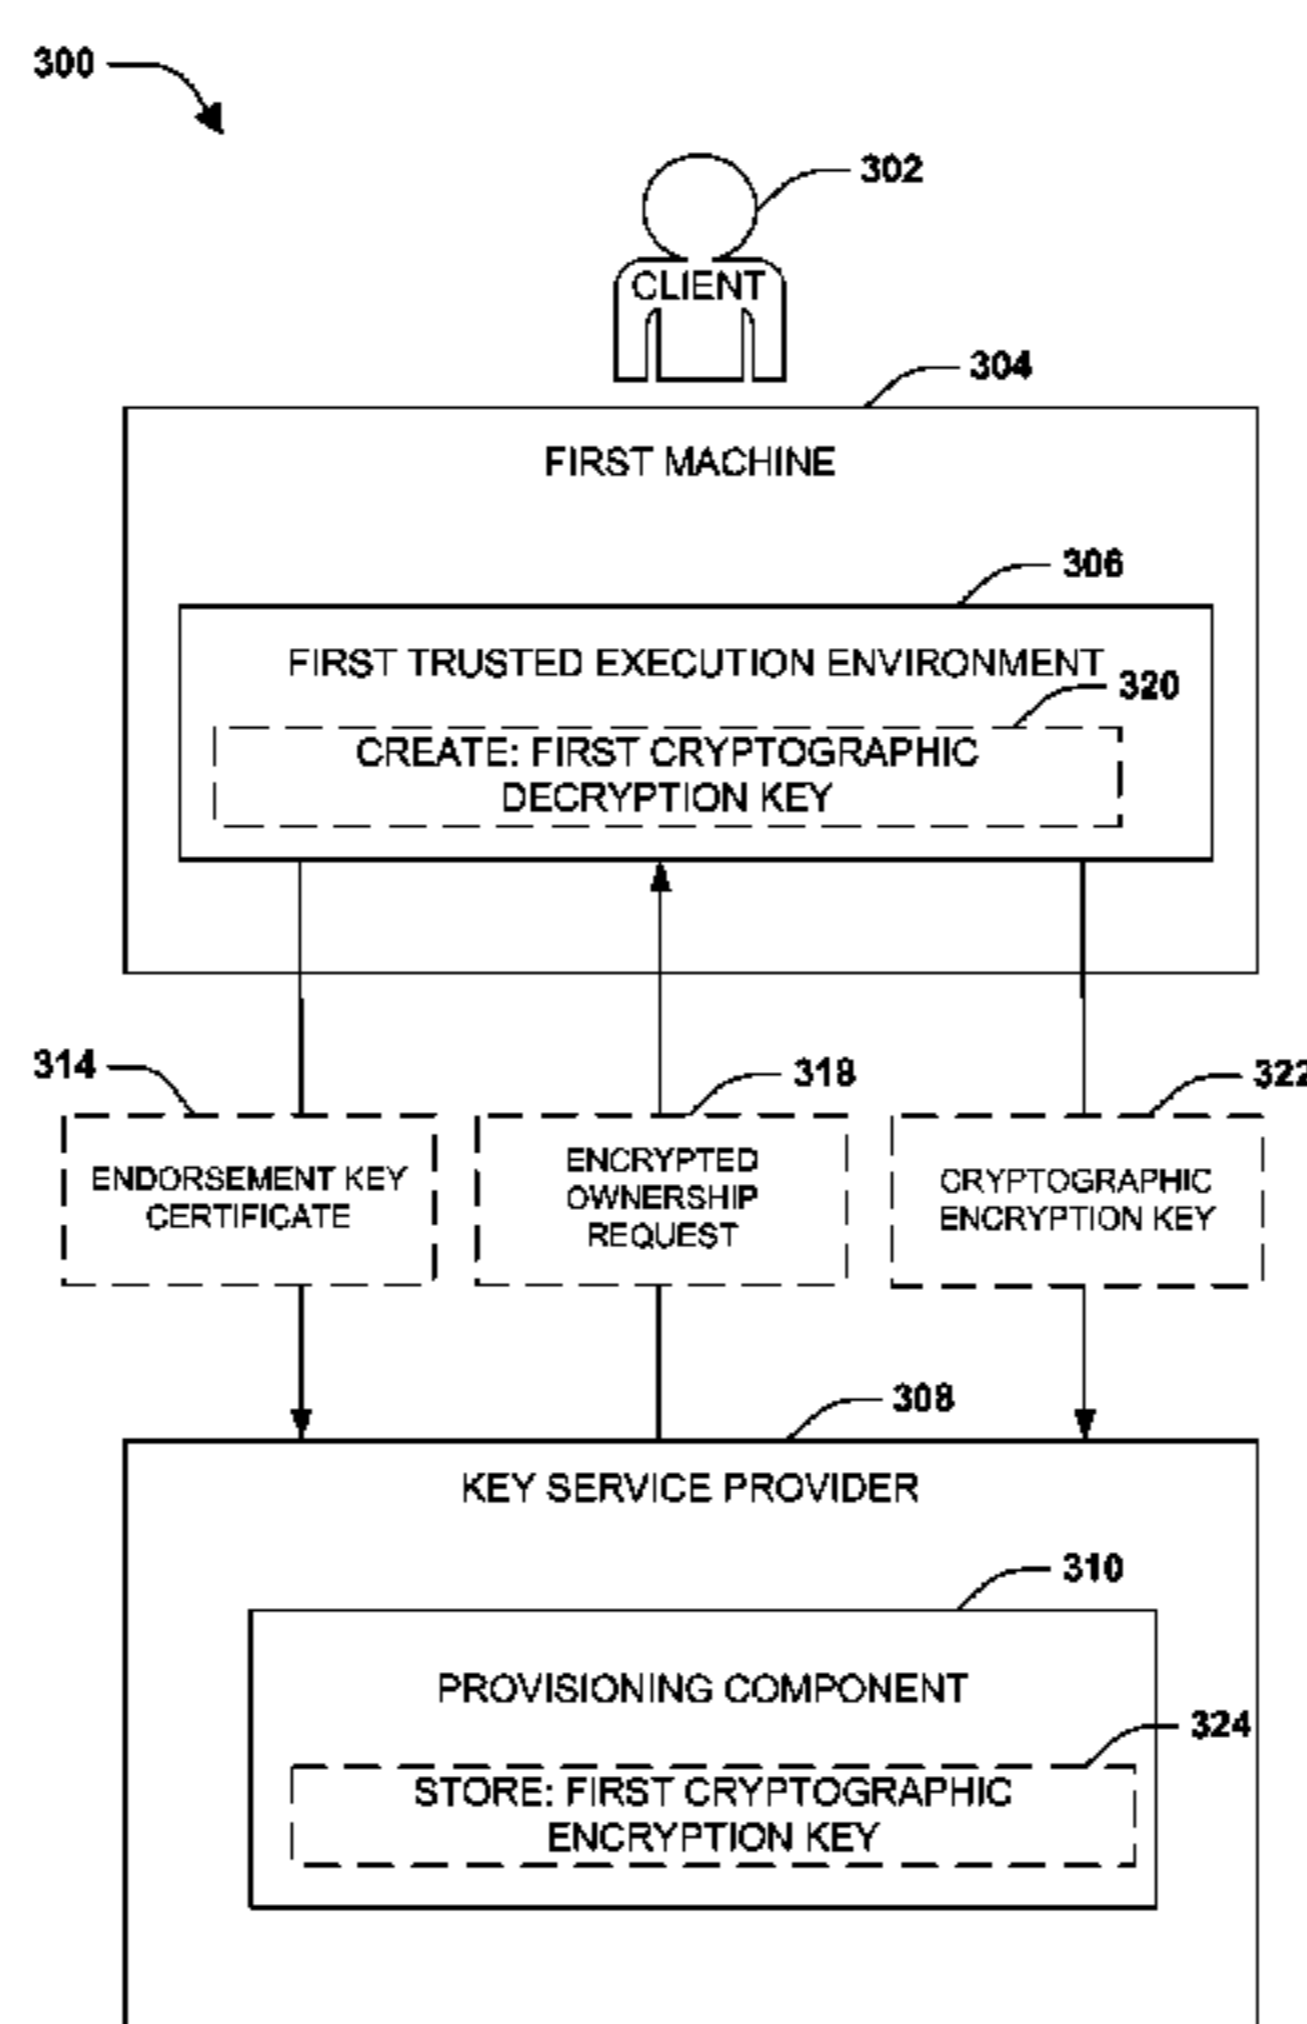 300
302
CLIENT
304
FIRST MACHINE
306
FIRST TRUSTED EXECUTION ENVIRONMENT
320
CREATE: FIRST CRYPTOGRAPHIC
DECRYPTION KEY
314
318
322
ENDORSEMENT KEY
CERTIFICATE
ENCRYPTED
OWNERSHIP
REQUEST
CRYPTOGRAPHIC
ENCRYPTION KEY
308
KEY SERVICE PROVIDER
310
PROVISIONING COMPONENT
324
STORE: FIRST CRYPTOGRAPHIC
ENCRYPTION KEY